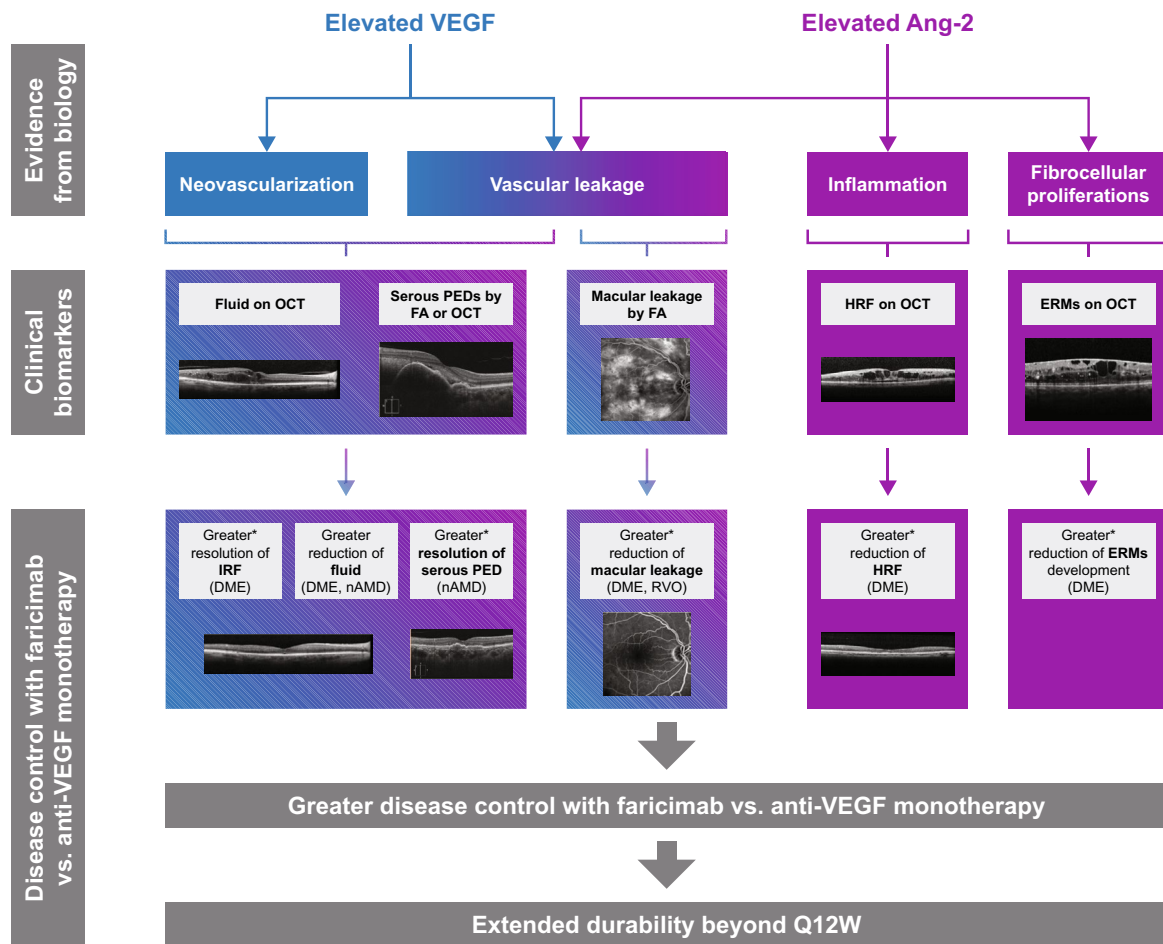 Elevated VEGF
Elevated Ang-2
Evidence
from biology
Neovascularization
Vascular leakage
Inflammation
Fibrocellular
proliferations
Clinical
biomarkers
Fluid on OCT
Serous PEDs by
FA or OCT
Macular leakage
by FA
HRF on OCT
ERMs on OCT
Disease control with faricimab
vs. anti-VEGF monotherapy
Greater*
resolution of
IRF
(DME)
Greater
reduction of
fluid
(DME, nAMD)
Greater*
resolution of
serous PED
(nAMD)
Greater*
reduction of
macular leakage
(DME, RVO)
Greater*
reduction of
HRF
(DME)
Greater*
reduction of ERMs
development
(DME)
Greater disease control with faricimab vs. anti-VEGF monotherapy
Extended durability beyond Q12W